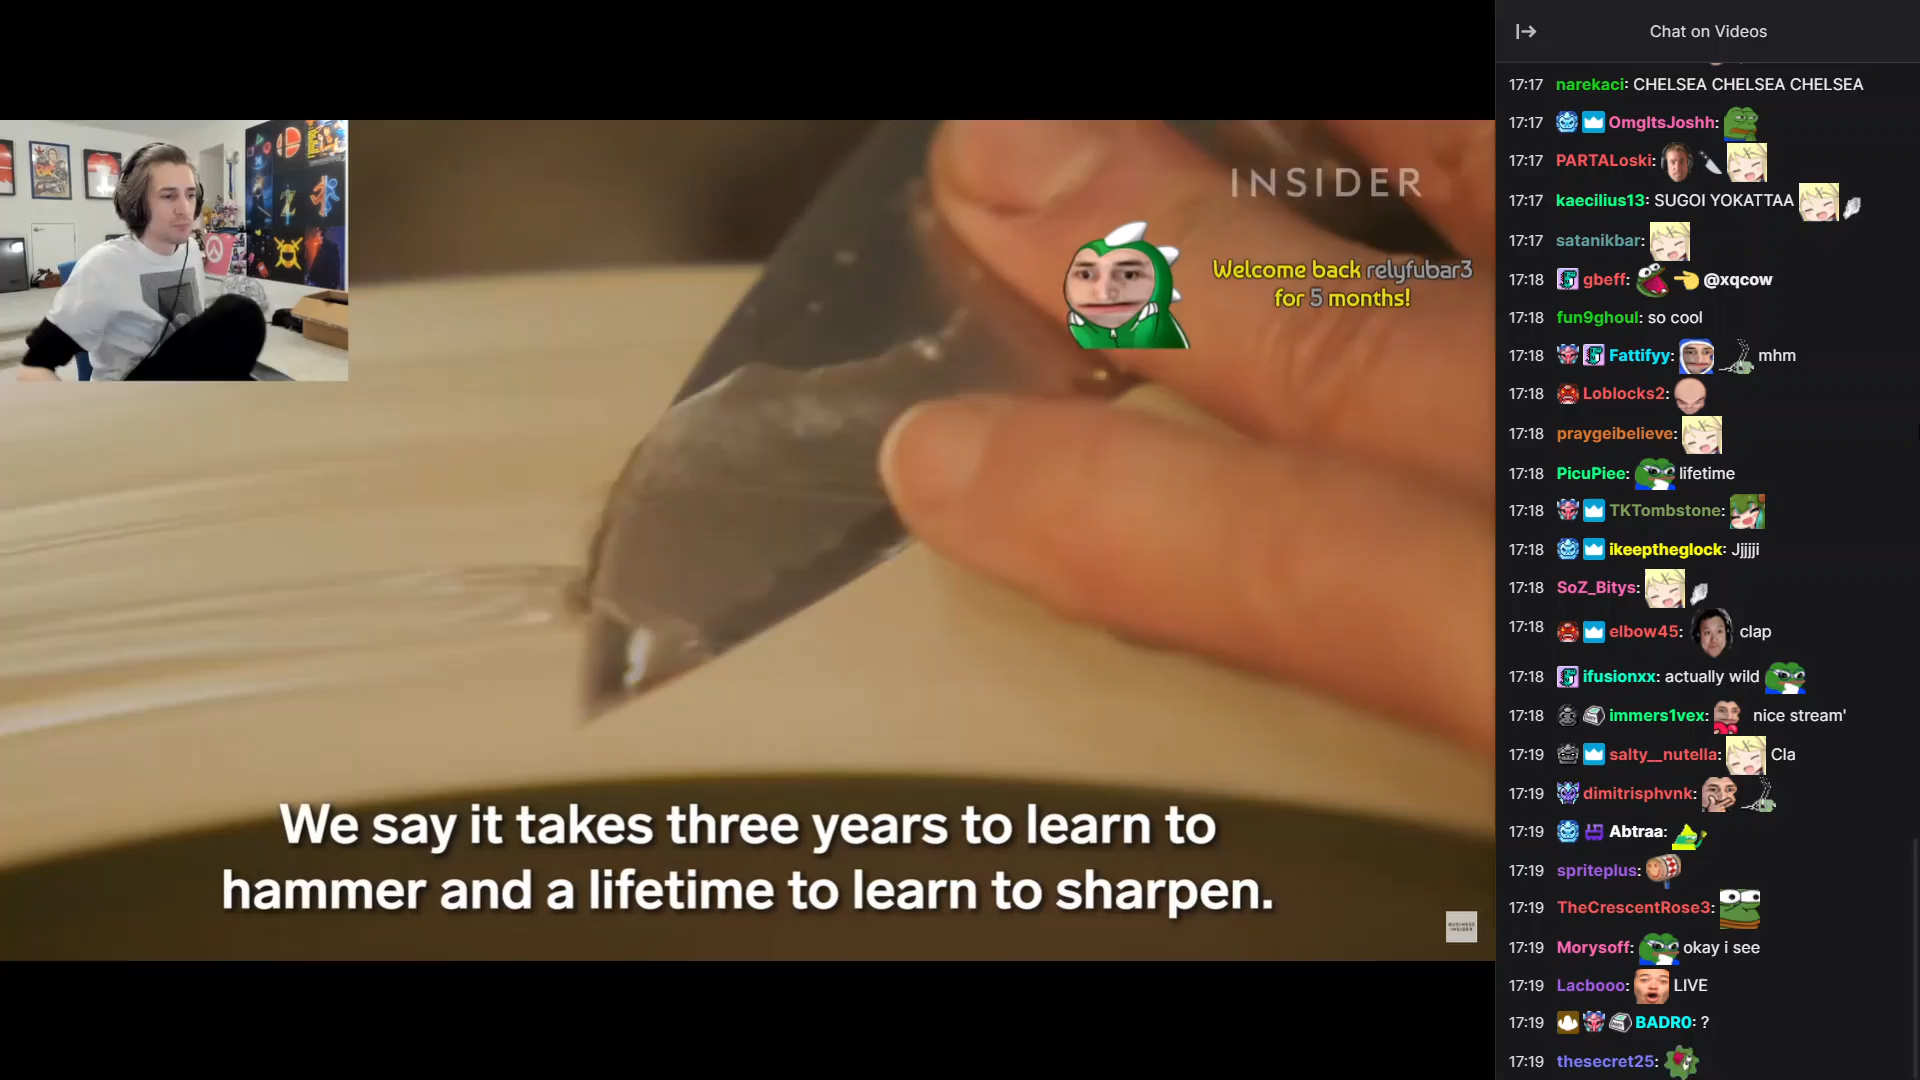 Chat on Videos
17:17 narekaci: CHELSEA CHELSEA CHELSEA
17:17 OmgItsJoshh:
17:17 PARTALoski:
17:17 kaecilius13: SUGOI YOKATTAA
17:17 satanikbar:
17:18 gbeff: @xqcow
17:18 fun9ghoul: so cool
17:18 Fattifyy: mhm
17:18 Loblocks2:
17:18 praygeibelieve:
17:18 PicuPiee: lifetime
17:18 TKTombstone:
17:18 ikeeptheglock: Jjjjji
17:18 SoZ_Bitys:
17:18 elbow45: clap
17:18 ifusionxx: actually wild
17:18 immers1vex: nice stream'
17:19 salty__nutella: Cla
17:19 dimitrisphvnk:
17:19 Abtraa:
17:19 spriteplus:
17:19 TheCrescentRose3:
17:19 Morysoff: okay i see
17:19 Lacbooo: LIVE
17:19 BADR0: ?
17:19 thesecret25:
INSIDER
Welcome back relyfubar3
for 5 months!
We say it takes three years to learn to
hammer and a lifetime to learn to sharpen.
BUSINESS
INSIDER